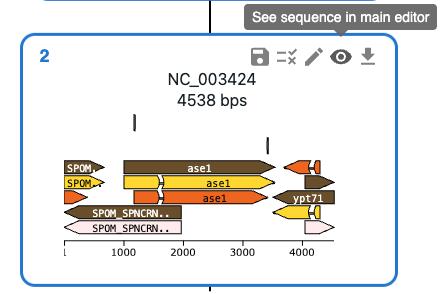 See sequence in main editor
2
NC_003424
4538 bps
SPOM.. ase1
SPOM.. ase1
ase1 ypt71
SPOM_SPNCRN..
SPOM_SPNCRN..
1 1000 2000 3000 4000